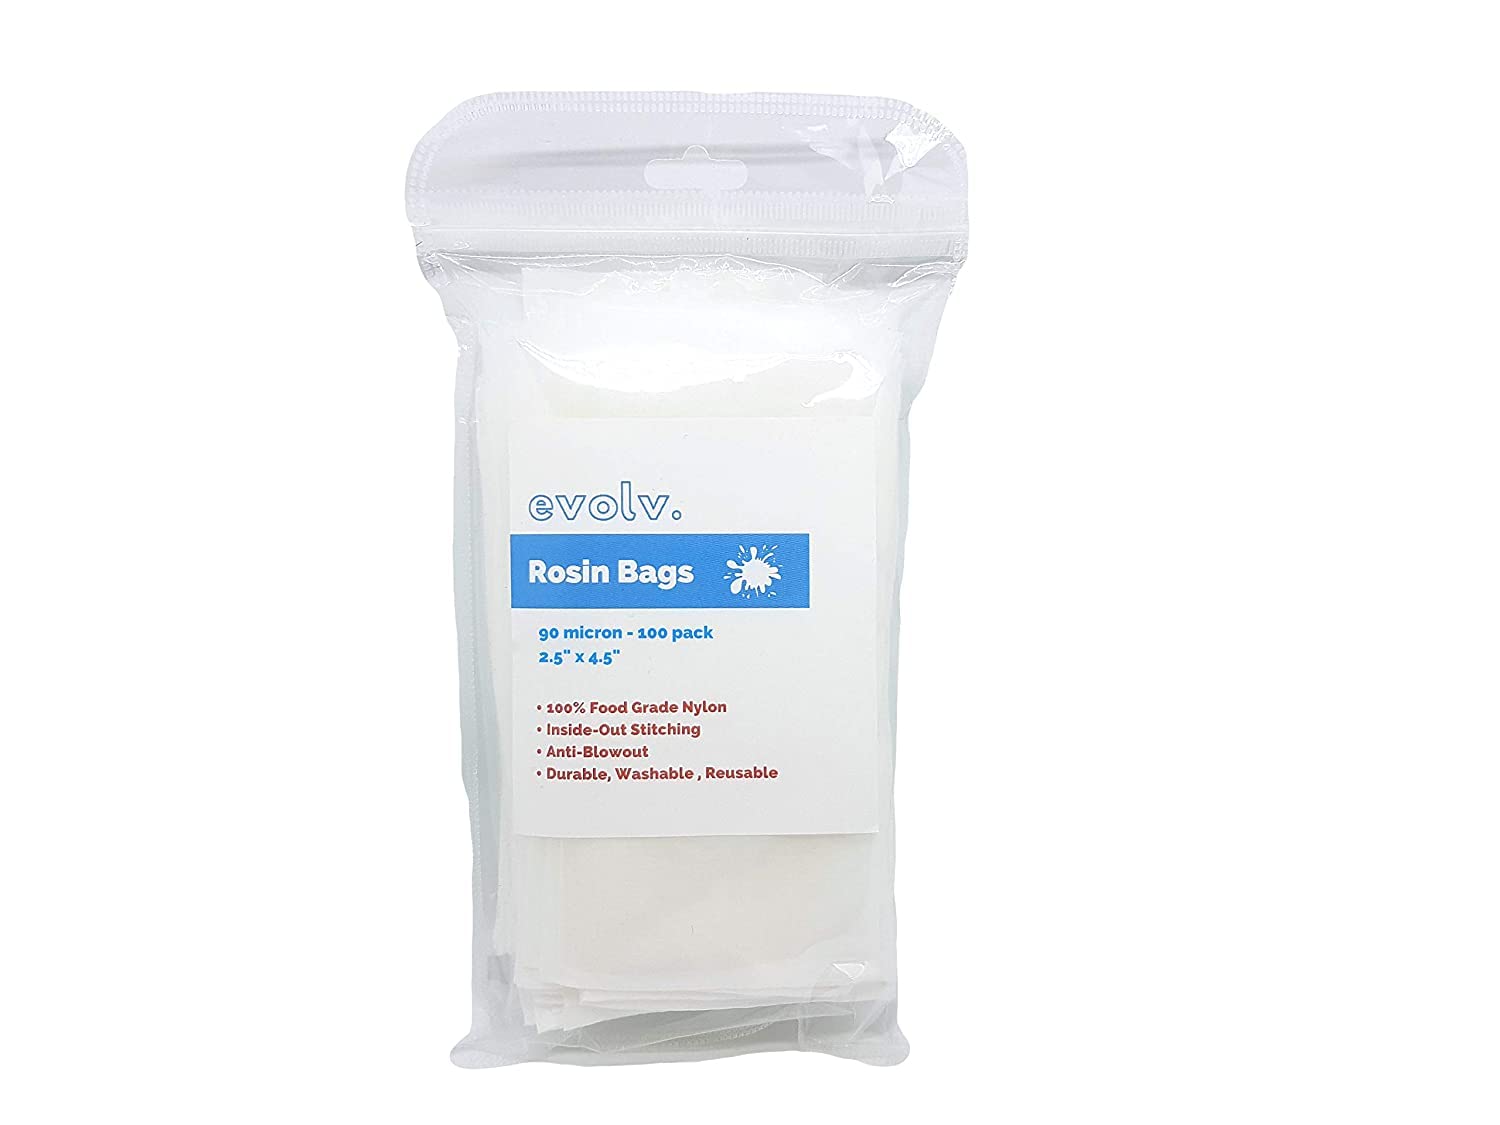 evolv.
Rosin Bags
90 micron - 100 pack
2.5" x 4.5"
• 100% Food Grade Nylon
• Inside-Out Stitching
• Anti-Blowout
• Durable, Washable , Reusable